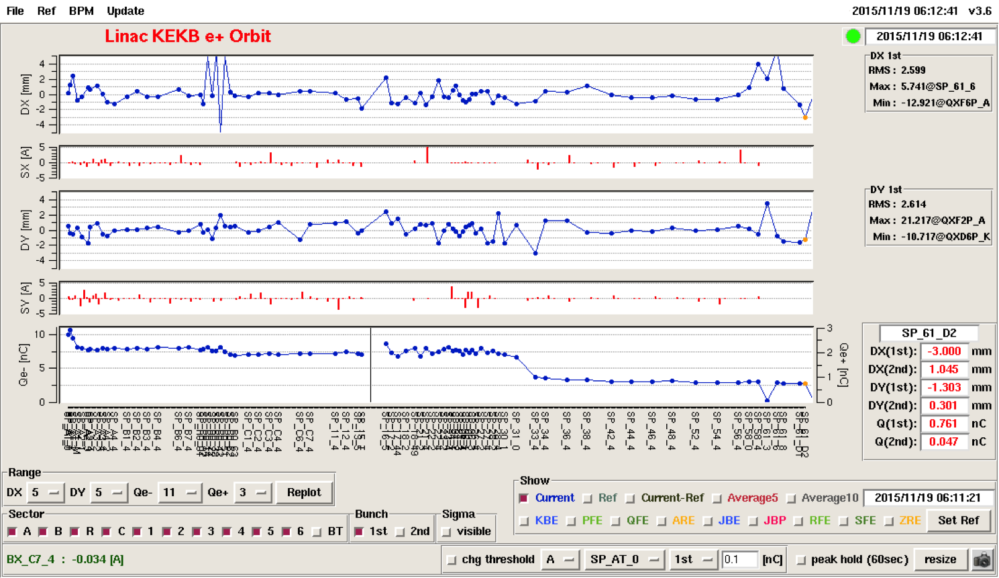 File Ref BPM Update 2015/11/19 06:12:41 v3.6
Linac KEKB e+ Orbit
2015/11/19 06:12:41
DX [mm]
4
2
0
-2
-4
DX 1st
RMS : 2.599
Max : 5.741@SP_61_6
Min : -12.921@QXF6P_A
SX [A]
5
0
-5
DY [mm]
4
2
0
-2
-4
DY 1st
RMS : 2.614
Max : 21.217@QXF2P_A
Min : -10.717@QXD6P_K
SY [A]
5
0
-5
Qe- [nC]
10
5
0
3
2
1
0
Qe+ [nC]
SP_61_D2
DX(1st): -3.000 mm
DX(2nd): 1.045 mm
DY(1st): -1.303 mm
DY(2nd): 0.301 mm
Q(1st): 0.761 nC
Q(2nd): 0.047 nC
SP_A4_4 SP_B1_4 SP_B2_4 SP_B3_4 SP_B4_4 SP_B6_4 SP_B7_4 SP_C1_4 SP_C2_4 SP_C3_4 SP_C4_4 SP_C6_4 SP_C7_4 SP_11_4 SP_12_4 SP_16_5 SP_31_0 SP_33_4 SP_34_4 SP_36_4 SP_38_4 SP_42_4 SP_44_4 SP_46_4 SP_48_4 SP_52_4 SP_54_4 SP_56_4 SP_58_0 SP_58_4 SP_61_3 SP_61_6 SP_61_8 SP_61_D1 SP_61_D2
Range
DX 5 DY 5 Qe- 11 Qe+ 3 Replot
Sector
A B R C 1 2 3 4 5 6 BT
Bunch
1st 2nd
Sigma
visible
Show
Current Ref Current-Ref Average5 Average10 2015/11/19 06:11:21
KBE PFE QFE ARE JBE JBP RFE SFE ZRE Set Ref
BX_C7_4 : -0.034 [A]
chg threshold A SP_AT_0 1st 0.1 [nC] peak hold (60sec) resize